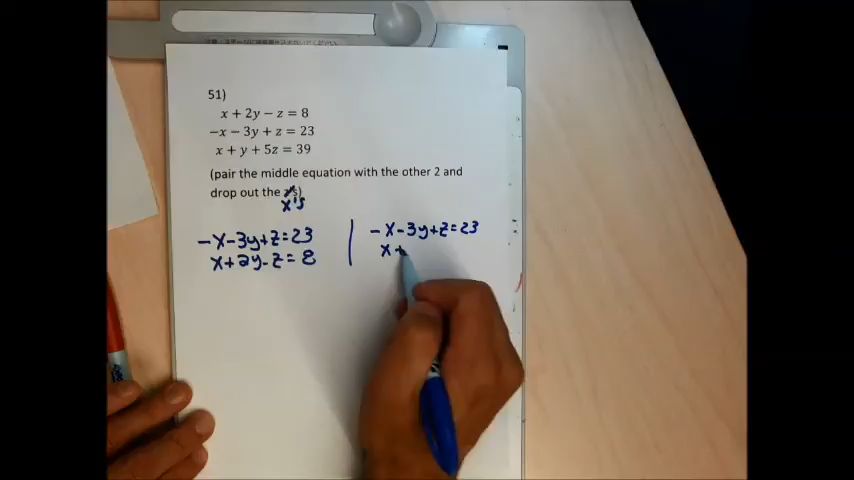 51)
x + 2y − z = 8
−x − 3y + z = 23
x + y + 5z = 39
(pair the middle equation with the other 2 and
drop out the z's)
x's
-x-3y+z=23
x+2y-z=8
-x-3y+z=23
x+